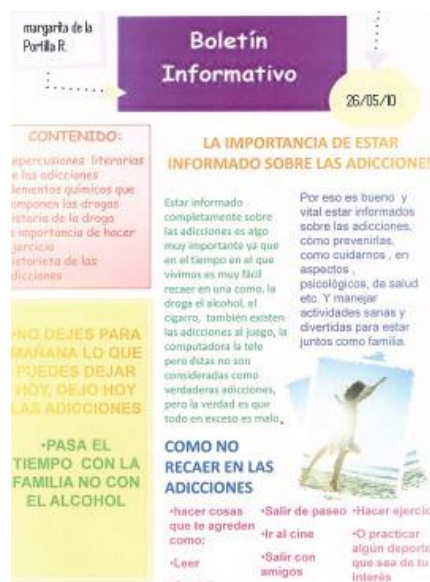 margarita de la
Portilla R.
Boletín
Informativo
26/05/10
CONTENIDO:
epercusiones literarias
e las adicciones
lementos químicos que
omponen las drogas
istoria de la droga
importancia de hacer
jercicio
istorieta de las
dicciones
•NO DEJES PARA
MAÑANA LO QUE
PUEDES DEJAR
HOY, DEJO HOY
LAS ADICCIONES
•PASA EL
TIEMPO CON LA
FAMILIA NO CON
EL ALCOHOL
LA IMPORTANCIA DE ESTAR
INFORMADO SOBRE LAS ADICCIONES
Estar informado
completamente sobre
las adicciones es algo
muy importante ya que
en el tiempo en el que
vivimos es muy fácil
recaer en una como, la
droga el alcohol, el
cigarro, también existen
las adicciones al juego, la
computadora la tele
pero éstas no son
consideradas como
verdaderas adicciones,
pero la verdad es que
todo en exceso es malo.
Por eso es bueno y
vital estar informados
sobre las adicciones,
cómo prevenirlas,
como cuidarnos , en
aspectos ,
psicológicos, de salud
etc. Y manejar
actividades sanas y
divertidas para estar
juntos como familia.
COMO NO
RECAER EN LAS
ADICCIONES
•hacer cosas
que te agreden
como:
•Leer
•Salir de paseo
•Ir al cine
•Salir con
amigos
•Hacer ejercic
•O practicar
algún deporte
que sea de tu
interés